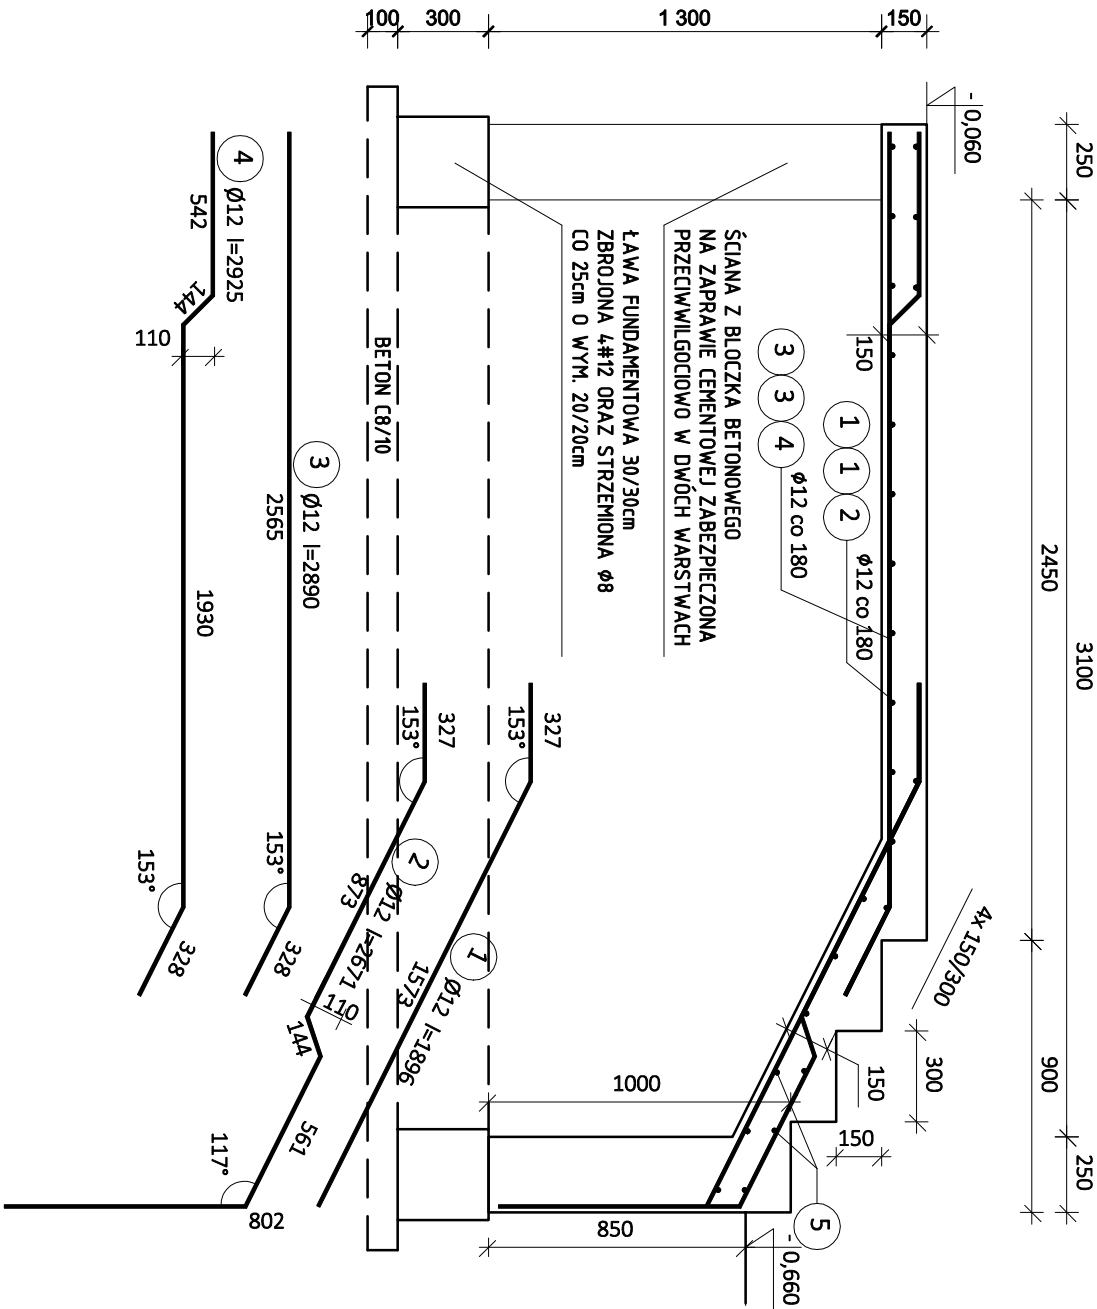 100
300
1 300
150
- 0,060
250
3100
2450
900
250
ŚCIANA Z BLOCZKA BETONOWEGO
NA ZAPRAWIE CEMENTOWEJ ZABEZPIECZONA
PRZECIWWILGOCIOWO W DWÓCH WARSTWACH
ŁAWA FUNDAMENTOWA 30/30cm
ZBROJONA 4#12 ORAZ STRZEMIONA ϕ8
CO 25cm O WYM. 20/20cm
BETON C8/10
150
1 1 2 ϕ12 co 180
3 3 4 ϕ12 co 180
4x 150/300
300
150
150
1000
850
- 0,660
5
327
153°
1 Ø12 l=1896
1573
327
153°
2 Ø12 l=2671
873
110
144
561
117°
802
3 Ø12 l=2890
2565
153°
328
4 Ø12 l=2925
542
144
110
1930
153°
328